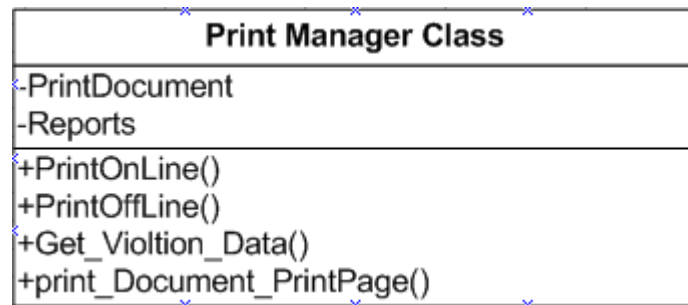 Print Manager Class
-PrintDocument
-Reports
+PrintOnLine()
+PrintOffLine()
+Get_Violtion_Data()
+print_Document_PrintPage()